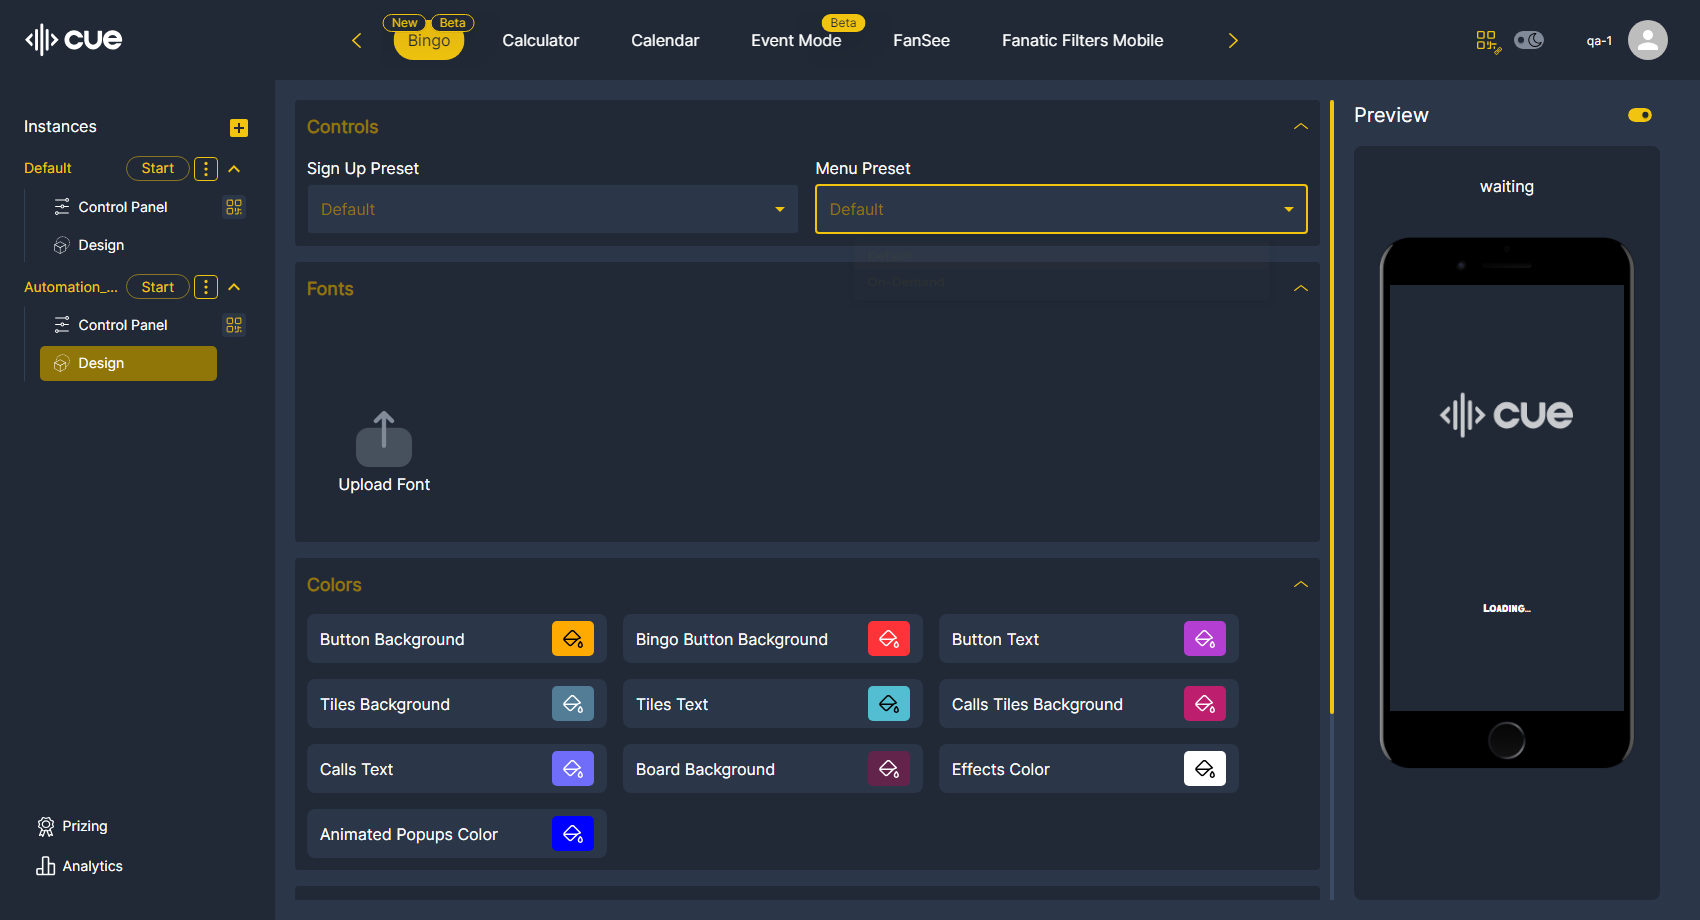 cue
New
Beta
Bingo
Calculator
Calendar
Event Mode
Beta
FanSee
Fanatic Filters Mobile
qa-1
Instances
Default
Start
Control Panel
Design
Automation_...
Start
Control Panel
Design
Prizing
Analytics
Controls
Sign Up Preset
Default
Menu Preset
Default
On-Demand
Fonts
Upload Font
Colors
Button Background
Bingo Button Background
Button Text
Tiles Background
Tiles Text
Calls Tiles Background
Calls Text
Board Background
Effects Color
Animated Popups Color
Preview
waiting
cue
Loading...